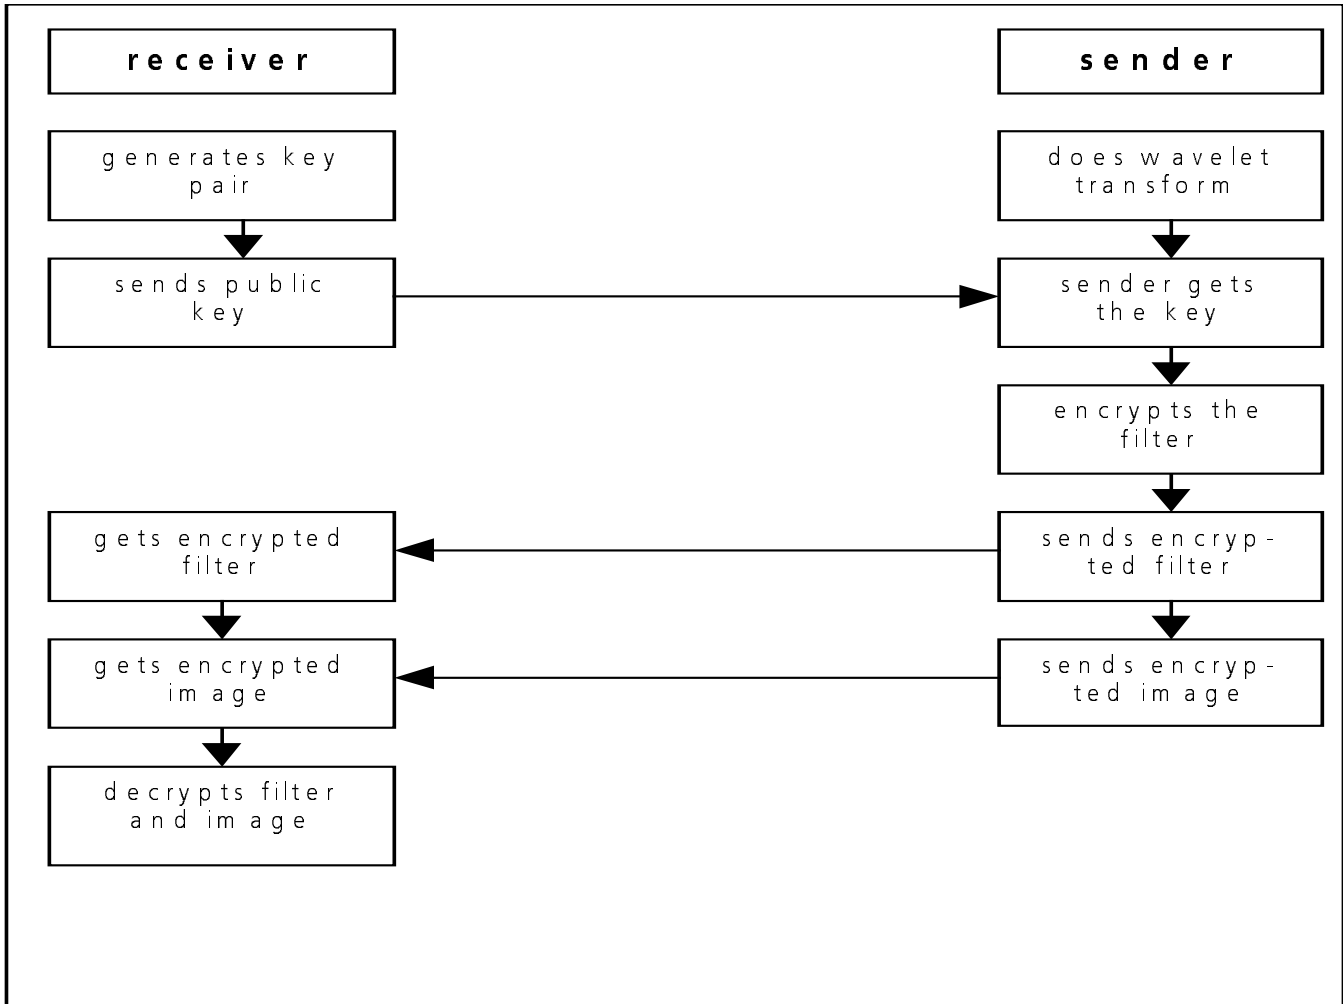 receiver
generates key
pair
sends public
key
gets encrypted
filter
gets encrypted
image
decrypts filter
and image
sender
does wavelet
transform
sender gets
the key
encrypts the
filter
sends encryp-
ted filter
sends encryp-
ted image